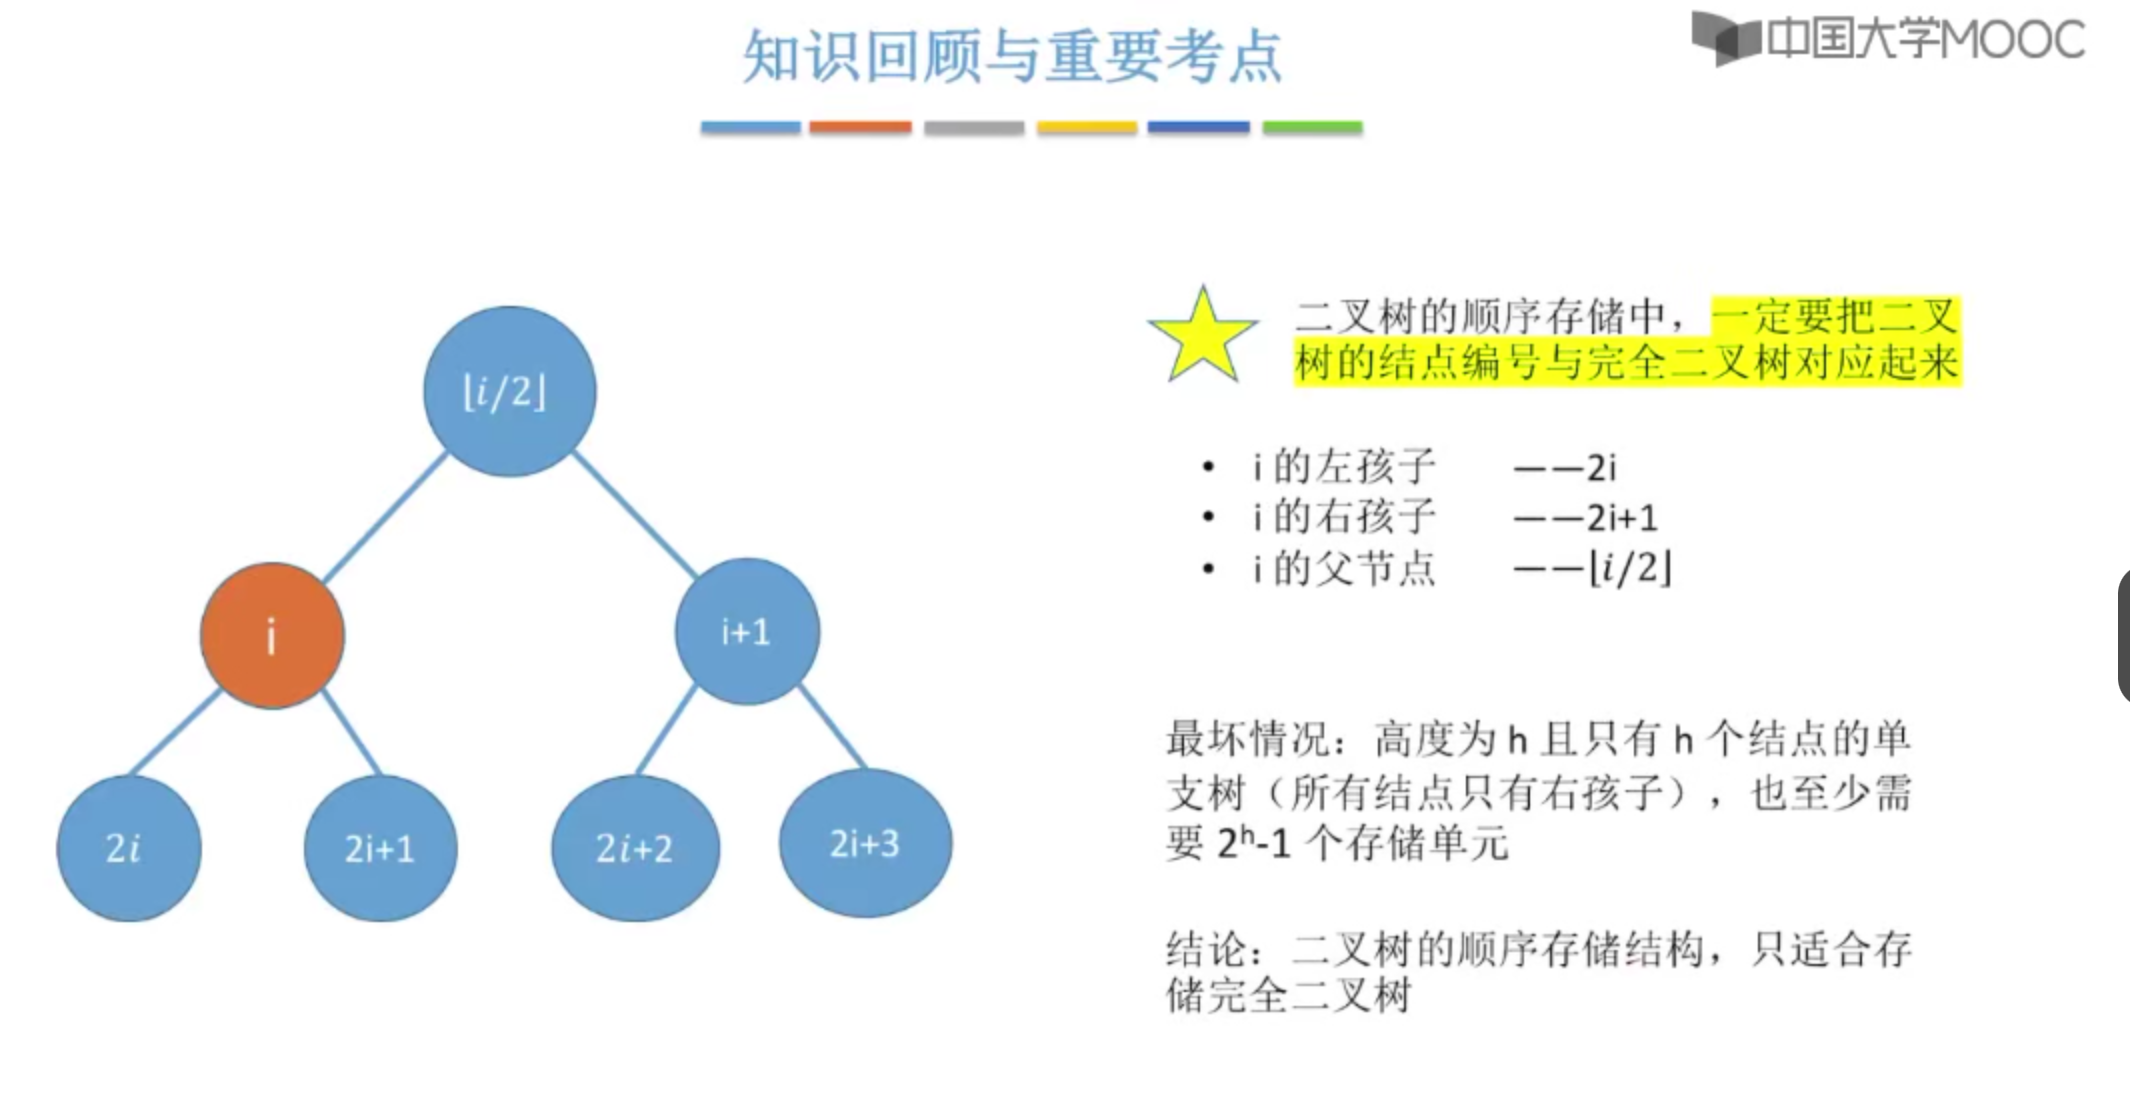 知识回顾与重要考点
中国大学MOOC
⌊i/2⌋
i
i+1
2i
2i+1
2i+2
2i+3
二叉树的顺序存储中，一定要把二叉
树的结点编号与完全二叉树对应起来
• i 的左孩子 ——2i
• i 的右孩子 ——2i+1
• i 的父节点 ——⌊i/2⌋
最坏情况：高度为 h 且只有 h 个结点的单
支树（所有结点只有右孩子），也至少需
要 2ʰ-1 个存储单元
结论：二叉树的顺序存储结构，只适合存
储完全二叉树